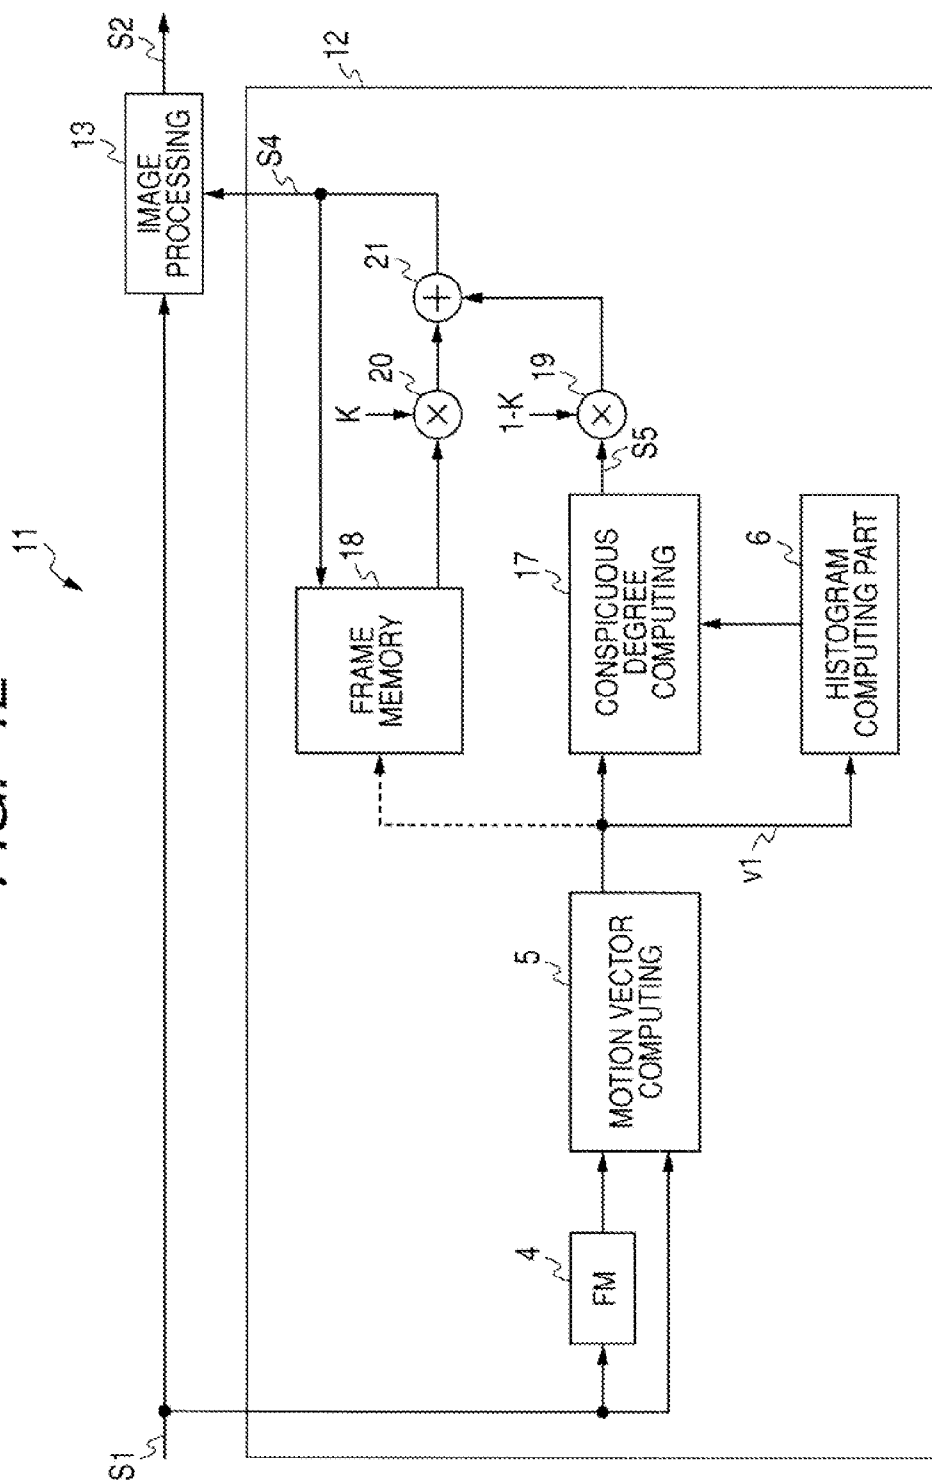 11
S1
S2
13
IMAGE
PROCESSING
12
S4
21
+
K
20
×
1-K
19
×
S5
18
FRAME
MEMORY
17
CONSPICUOUS
DEGREE
COMPUTING
6
HISTOGRAM
COMPUTING PART
v1
5
MOTION VECTOR
COMPUTING
4
FM